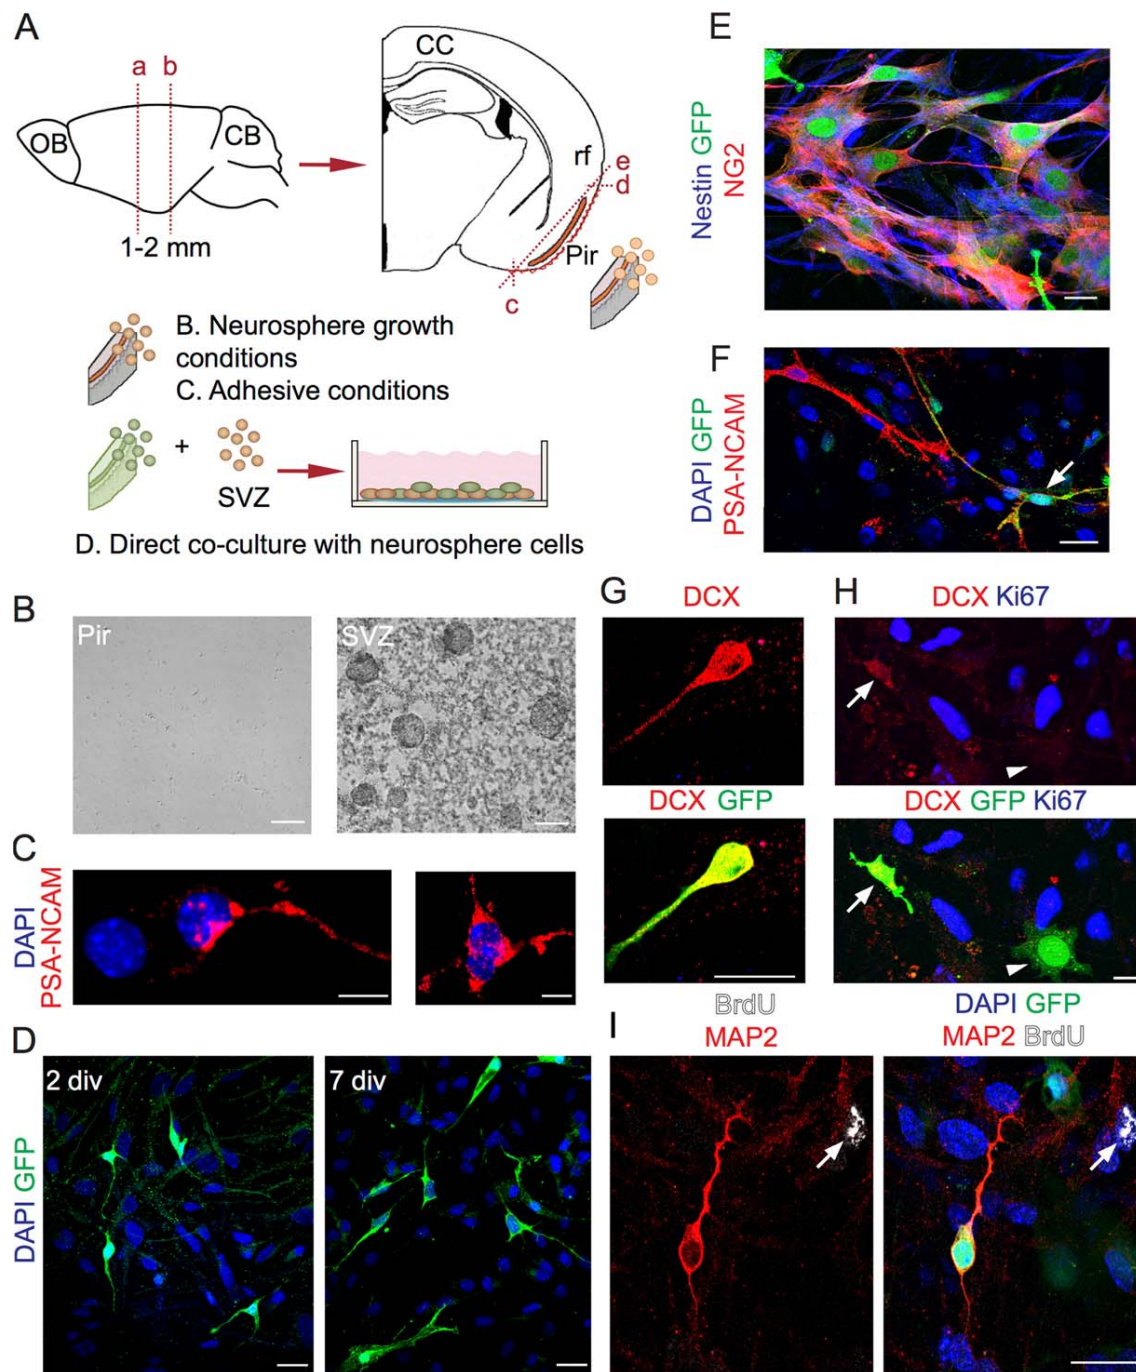 A
a b
OB
CB
1-2 mm
CC
rf
e
d
Pir
c
B. Neurosphere growth
conditions
C. Adhesive conditions
+
SVZ
D. Direct co-culture with neurosphere cells
B
Pir
SVZ
C
DAPI
PSA-NCAM
D
DAPI GFP
2 div
7 div
E
Nestin GFP
NG2
F
DAPI GFP
PSA-NCAM
G
DCX
DCX GFP
H
DCX Ki67
DCX GFP Ki67
I
BrdU
MAP2
DAPI GFP
MAP2 BrdU